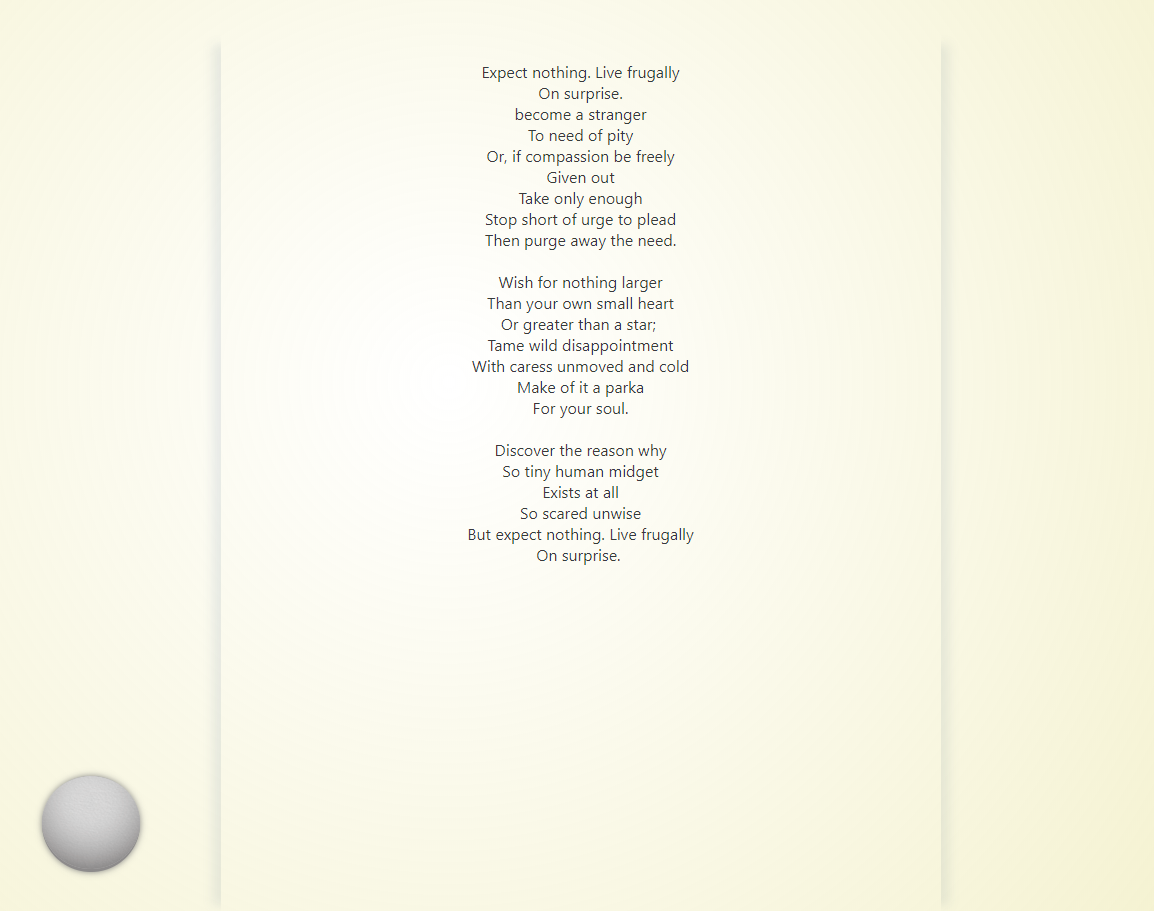 Expect nothing. Live frugally
On surprise.
become a stranger
To need of pity
Or, if compassion be freely
Given out
Take only enough
Stop short of urge to plead
Then purge away the need.

Wish for nothing larger
Than your own small heart
Or greater than a star;
Tame wild disappointment
With caress unmoved and cold
Make of it a parka
For your soul.

Discover the reason why
So tiny human midget
Exists at all
So scared unwise
But expect nothing. Live frugally
On surprise.